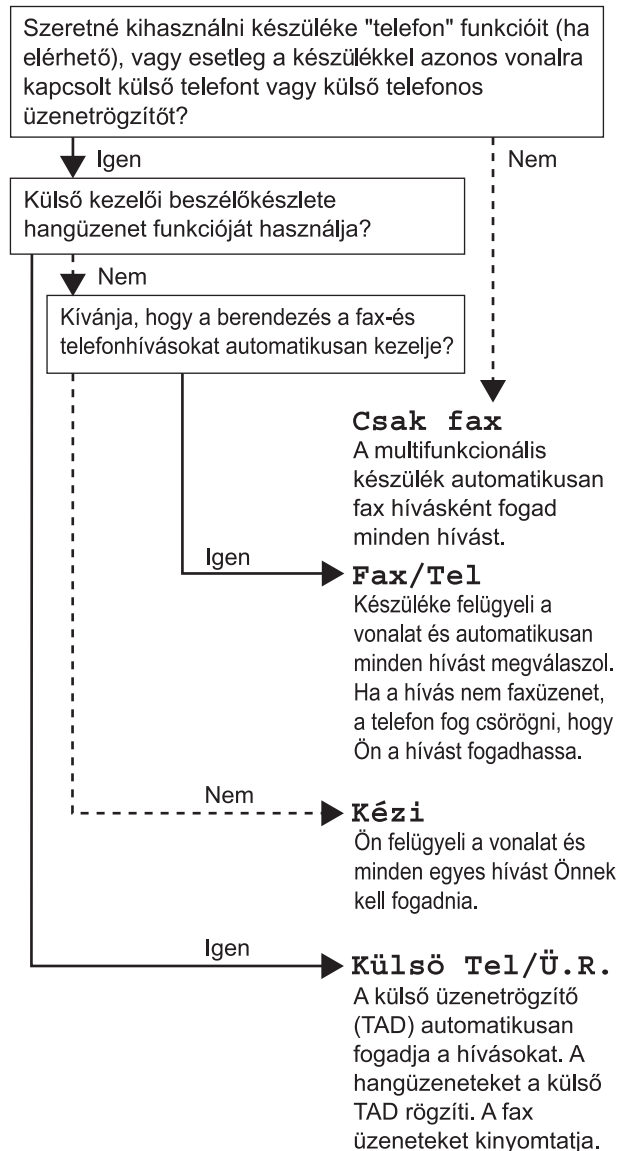 Szeretné kihasználni készüléke "telefon" funkcióit (ha
elérhető), vagy esetleg a készülékkel azonos vonalra
kapcsolt külső telefont vagy külső telefonos
üzenetrögzítőt?
Igen
Nem
Külső kezelői beszélőkészlete
hangüzenet funkcióját használja?
Nem
Kívánja, hogy a berendezés a fax-és
telefonhívásokat automatikusan kezelje?
Csak fax
A multifunkcionális
készülék automatikusan
fax hívásként fogad
minden hívást.
Igen
Fax/Tel
Készüléke felügyeli a
vonalat és automatikusan
minden hívást megválaszol.
Ha a hívás nem faxüzenet,
a telefon fog csörögni, hogy
Ön a hívást fogadhassa.
Nem
Kézi
Ön felügyeli a vonalat és
minden egyes hívást Önnek
kell fogadnia.
Igen
Külsö Tel/Ü.R.
A külső üzenetrögzítő
(TAD) automatikusan
fogadja a hívásokat. A
hangüzeneteket a külső
TAD rögzíti. A fax
üzeneteket kinyomtatja.